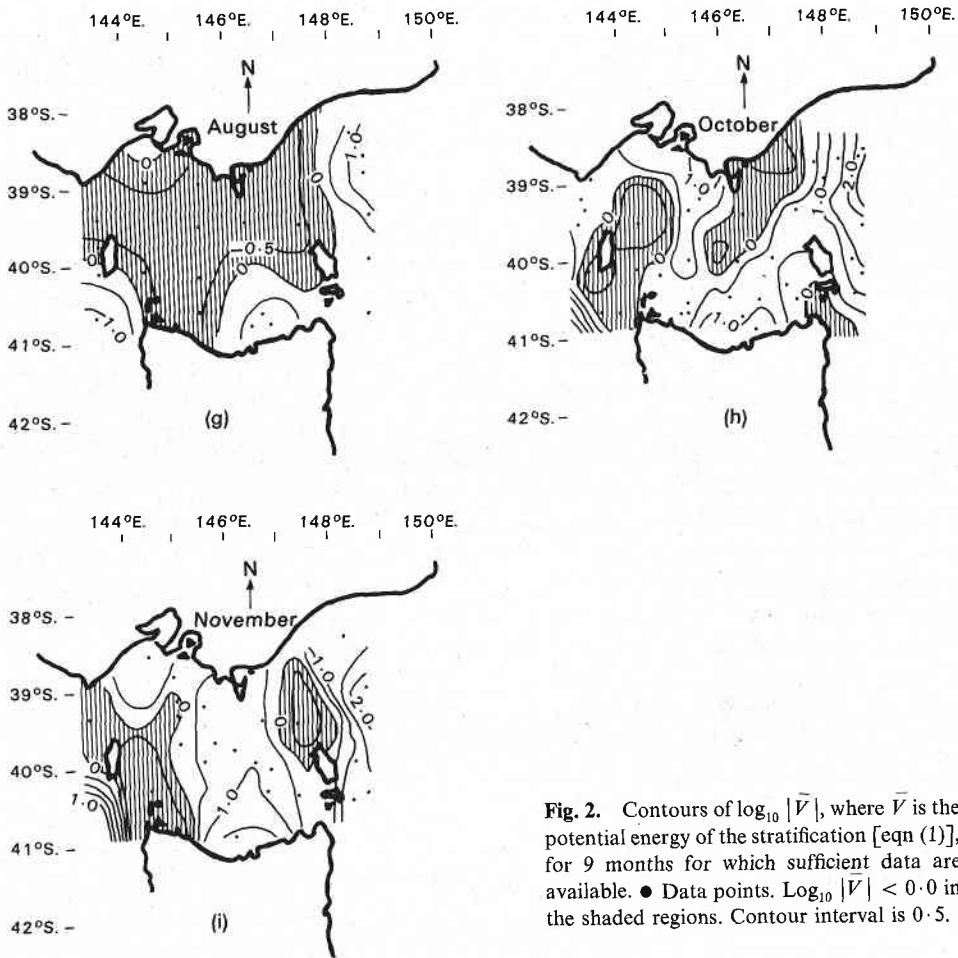 144°E. 146°E. 148°E. 150°E.
N
August
38°S.
39°S.
40°S.
41°S.
42°S.
0
1·0
0
−0·5
0
0
1·0
(g)
144°E. 146°E. 148°E. 150°E.
N
October
38°S.
39°S.
40°S.
41°S.
42°S.
1·0
0
0
1·0
2·0
0
1·0
(h)
144°E. 146°E. 148°E. 150°E.
N
November
38°S.
39°S.
40°S.
41°S.
42°S.
0
0
1·0
2·0
0
1·0
1·0
(i)
Fig. 2. Contours of log₁₀ |V̄|, where V̄ is the
potential energy of the stratification [eqn (1)],
for 9 months for which sufficient data are
available. ● Data points. Log₁₀ |V̄| < 0·0 in
the shaded regions. Contour interval is 0·5.